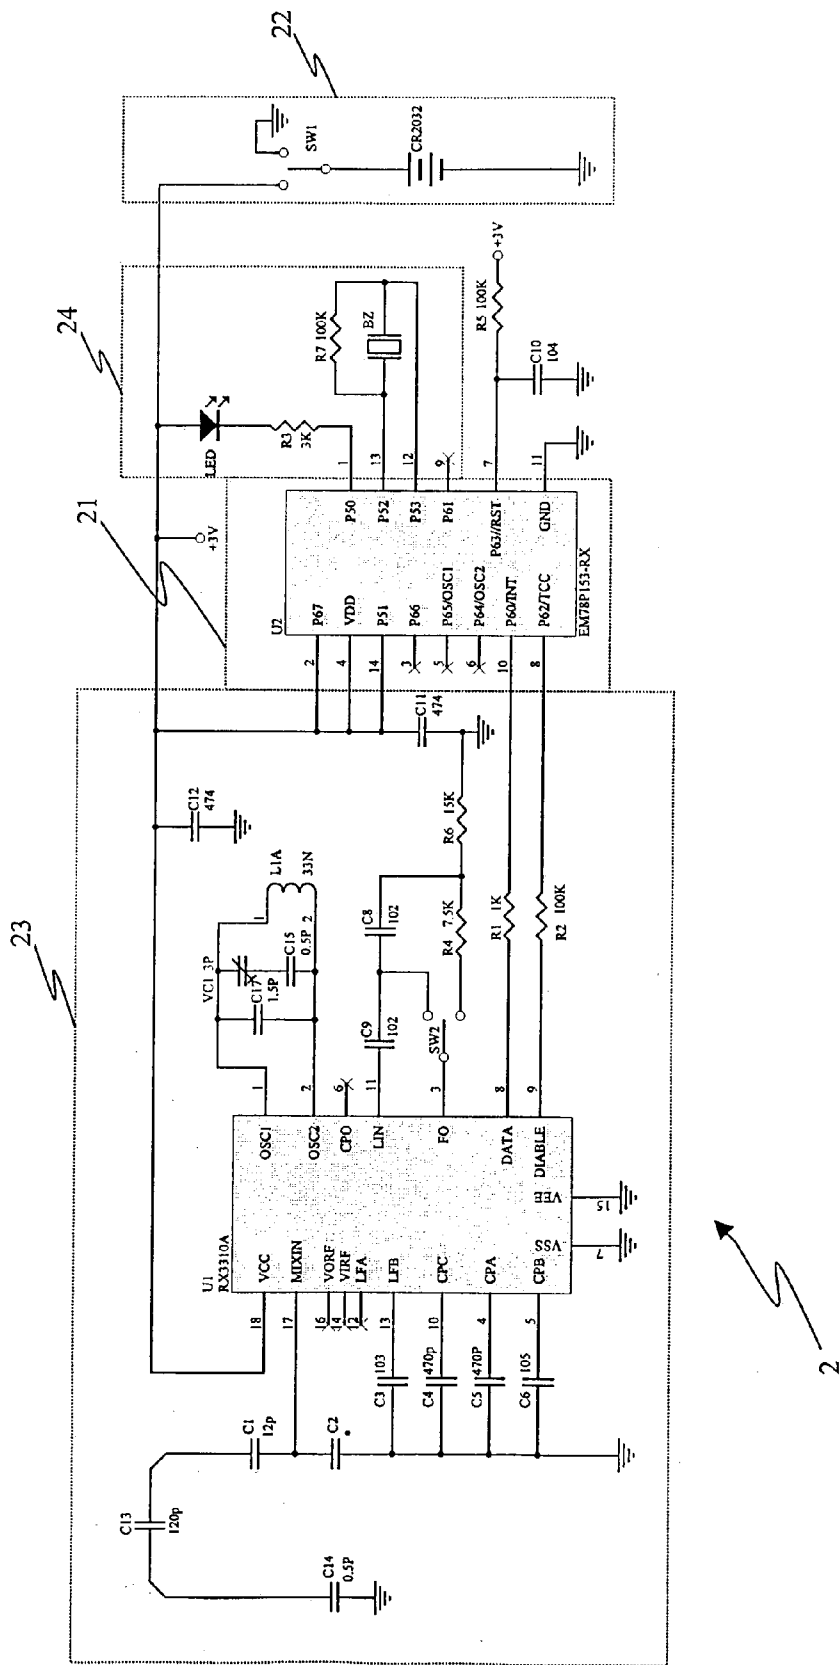 22
SW1
CR2032
24
LED
R3
3K
R7 100K
BZ
+3V
R5 100K
C10
104
21
+3V
U2
EM78P153-RX
P67
VDD
P51
P66
P65/OSC1
P64/OSC2
P60/INT
P62/TCC
P50
P52
P53
P61
P63//RST
GND
2
4
14
3
5
6
10
8
1
13
12
9
7
11
23
C12
474
C11
474
L1A
33N
1
2
VC1 3P
C17
1.5P
C15
0.5P
C8
102
C9
102
R6 15K
R4 7.5K
SW2
R1 1K
R2 100K
U1
RX3310A
VCC
MIXIN
VORF
VIRF
LFA
LFB
CPC
CPA
CPB
OSC1
OSC2
CPO
LIN
FO
DATA
DIABLE
VSS
VEE
18
17
16
14
12
13
10
4
5
1
2
6
11
3
8
9
7
15
C13
120p
C1
12p
C2
*
C14
0.5P
C3 103
C4 470p
C5 470P
C6 105
2